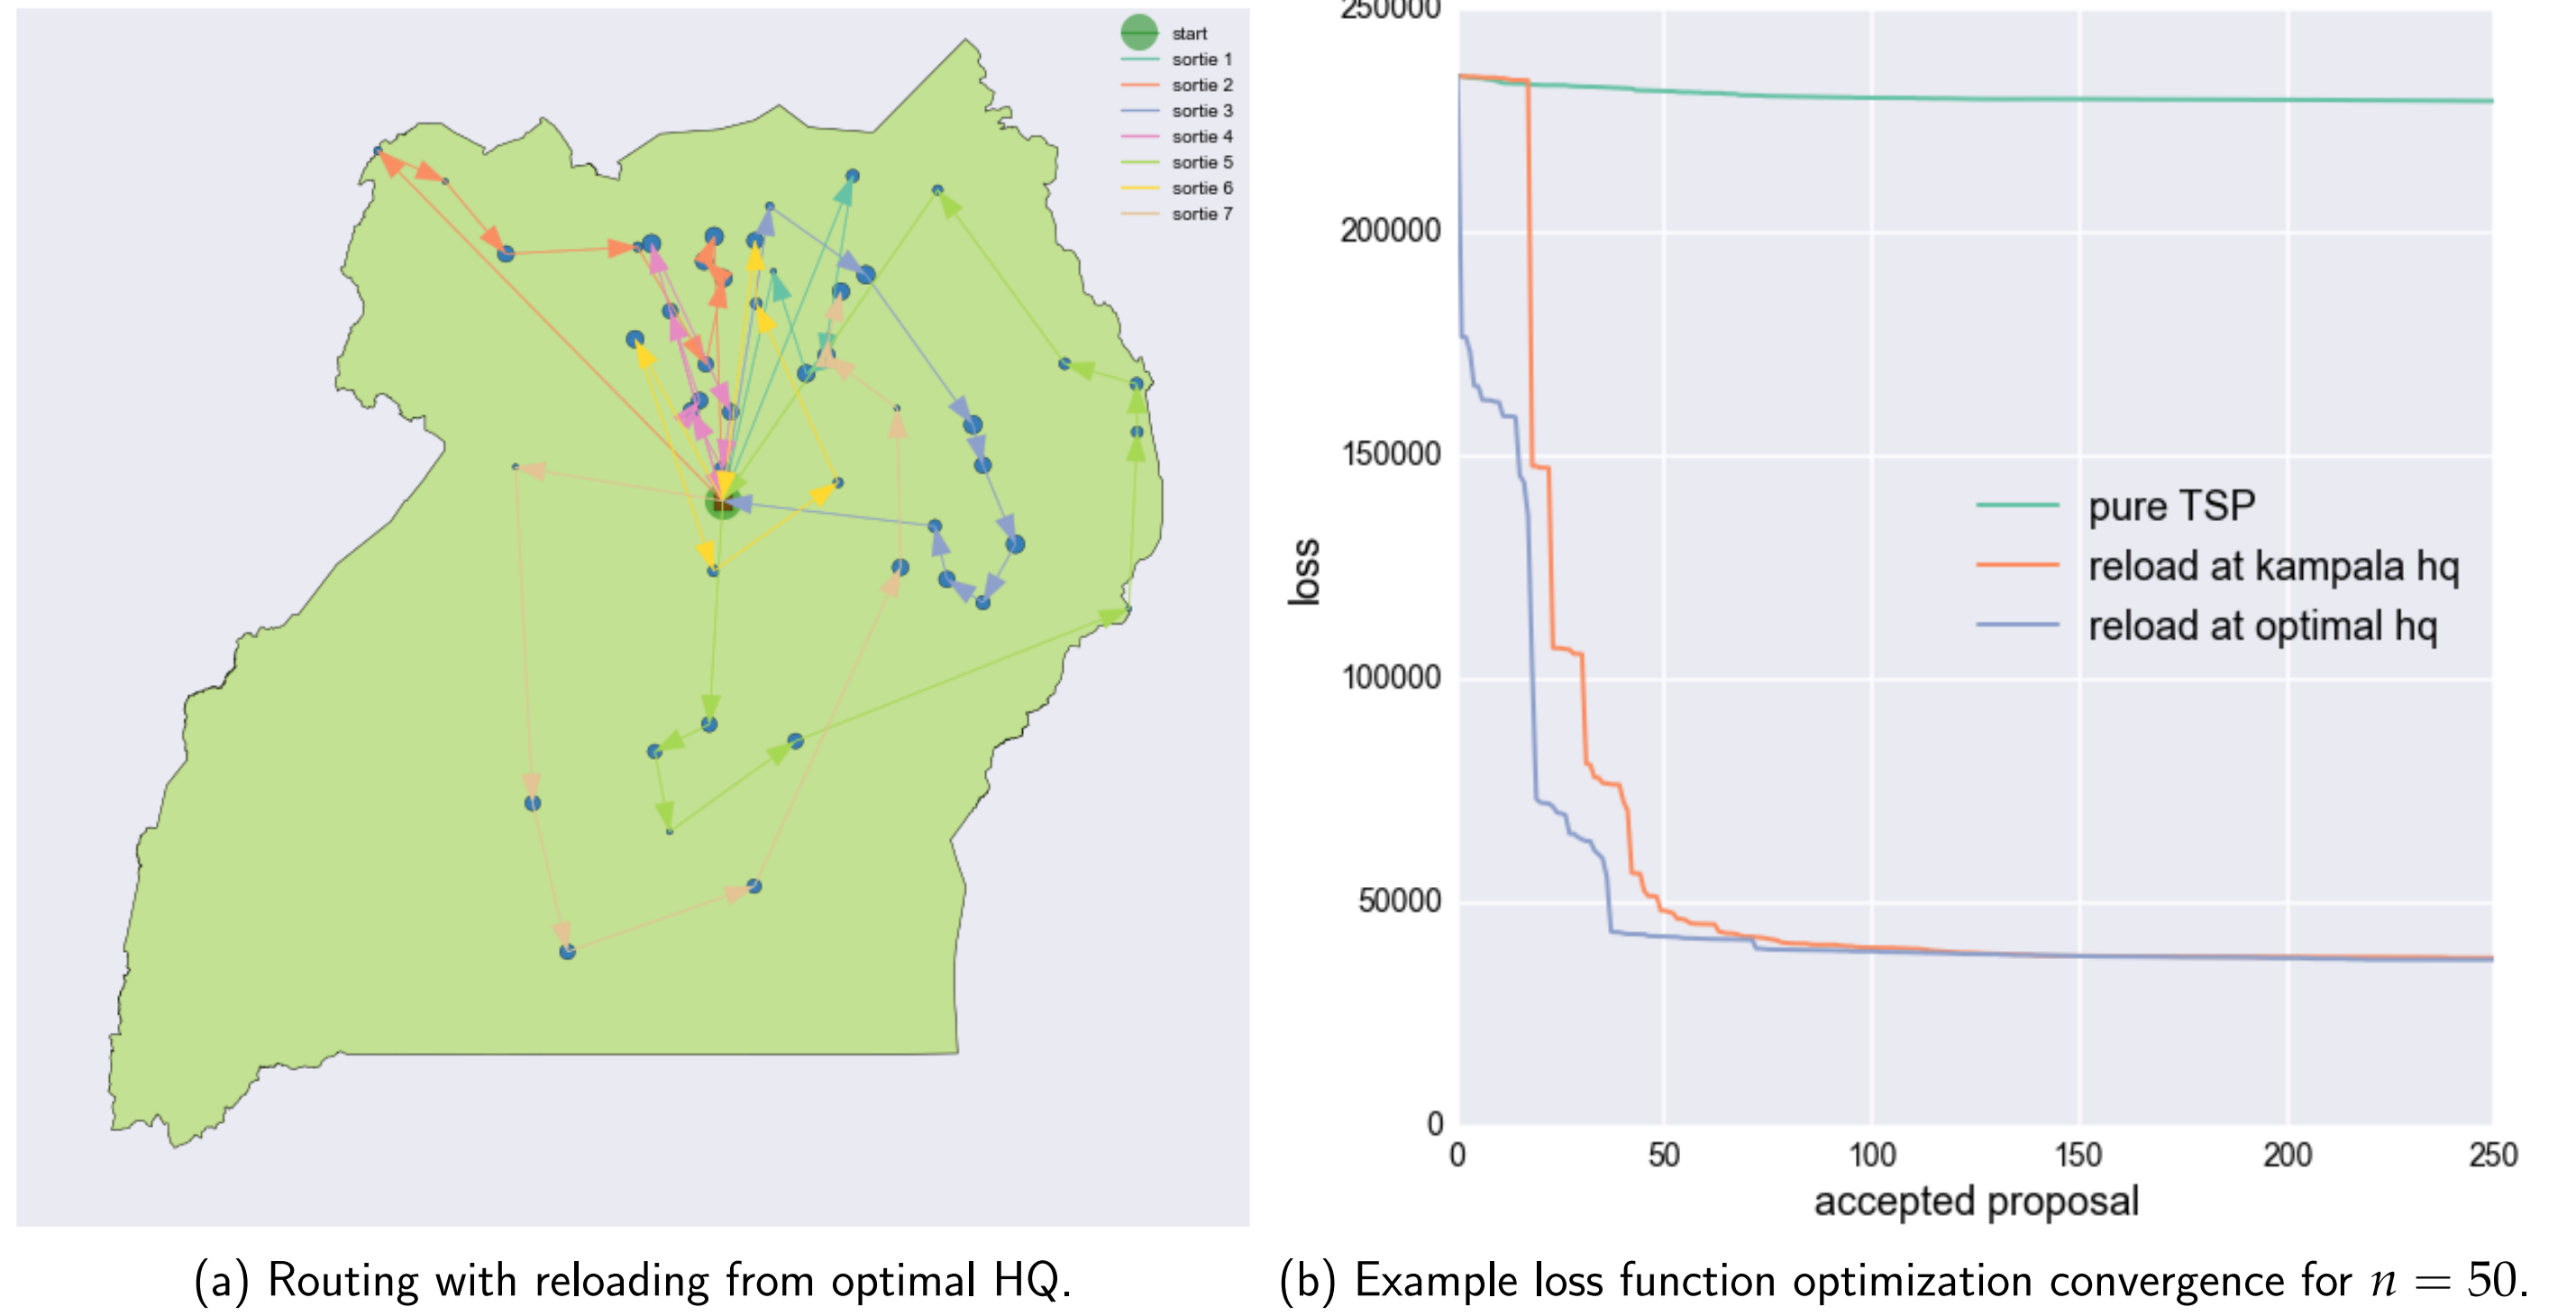 start
sortie 1
sortie 2
sortie 3
sortie 4
sortie 5
sortie 6
sortie 7
250000
200000
150000
100000
50000
0
loss
pure TSP
reload at kampala hq
reload at optimal hq
0 50 100 150 200 250
accepted proposal
(a) Routing with reloading from optimal HQ.
(b) Example loss function optimization convergence for n = 50.